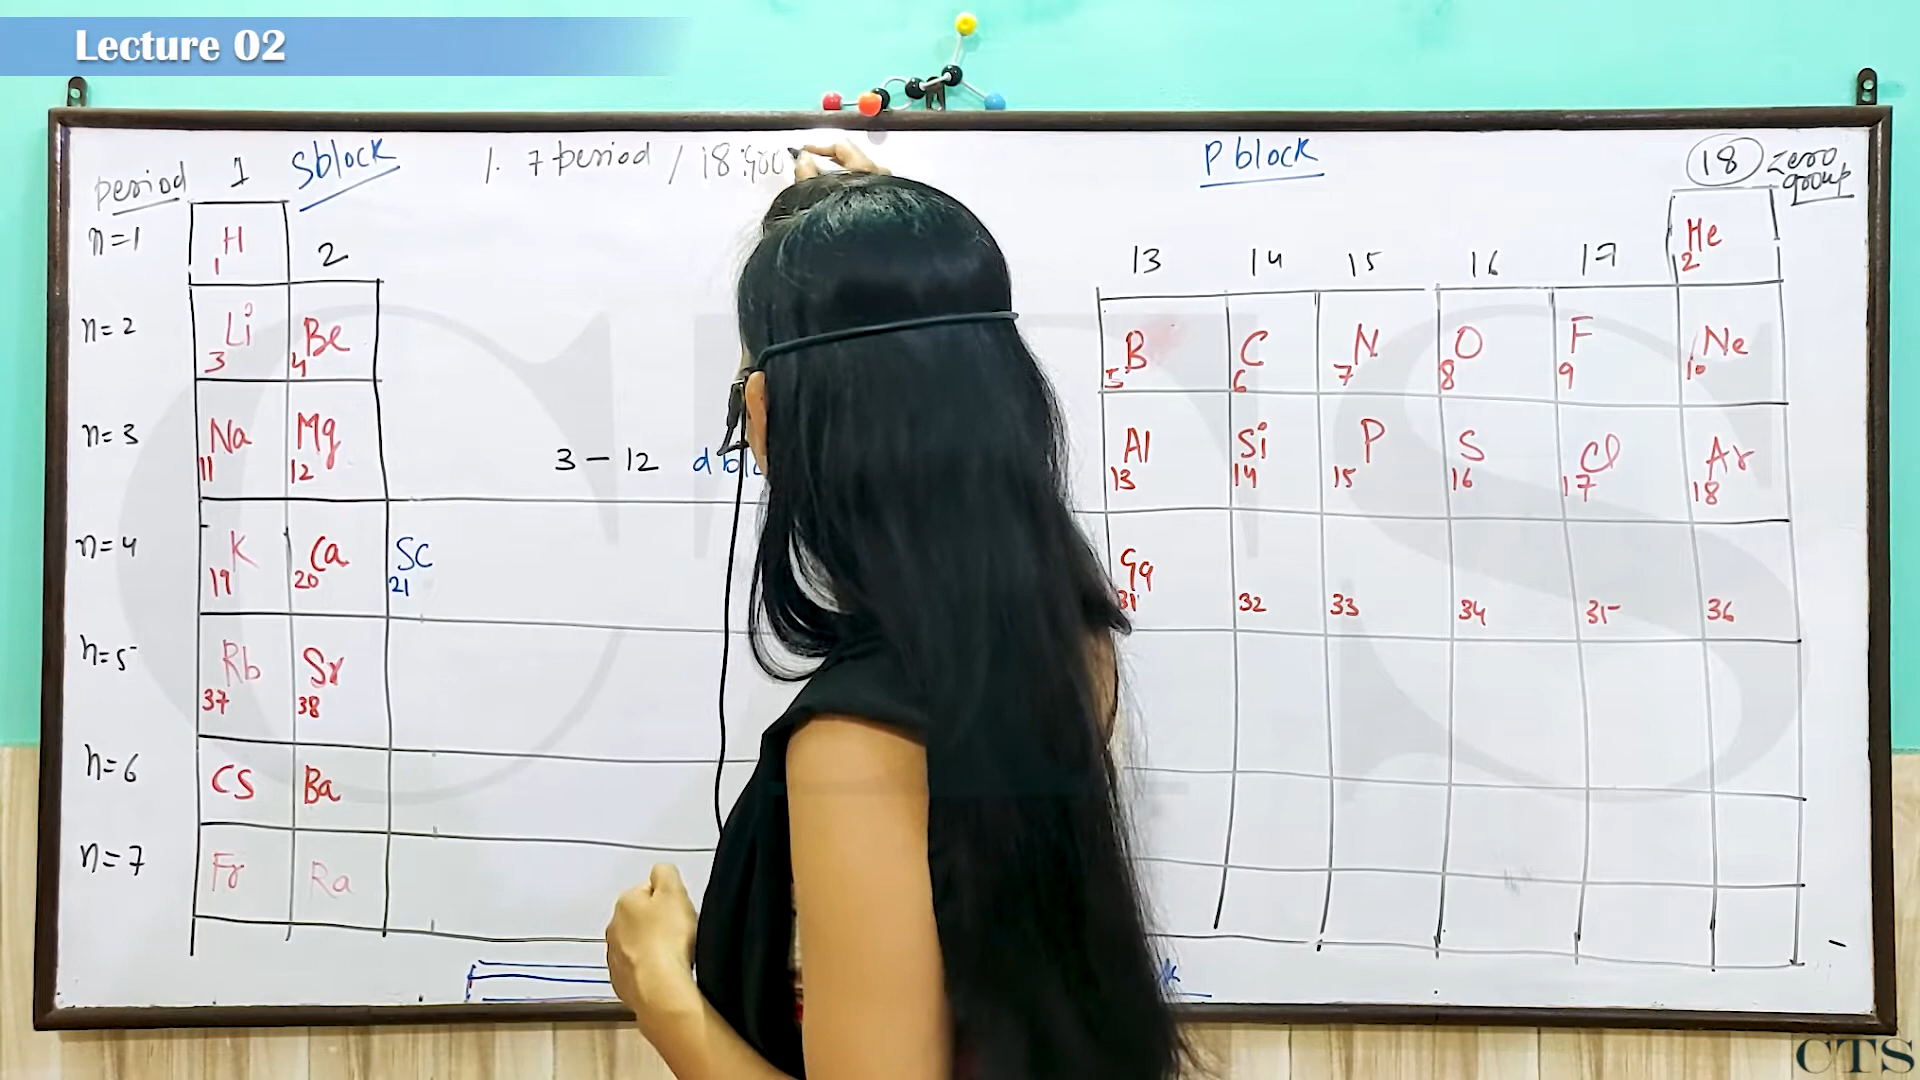 Lecture 02
period 1 S block 1. 7 period / 18 grou P block 18 zero group
n=1 H 1 2 13 14 15 16 17 He 2
n=2 Li 3 Be 4 B 5 C 6 N 7 O 8 F 9 Ne 10
n=3 Na 11 Mg 12 3-12 d blo Al 13 Si 14 P 15 S 16 Cl 17 Ar 18
n=4 K 19 Ca 20 Sc 21 Ga 31 32 33 34 35 36
n=5 Rb 37 Sr 38
n=6 Cs Ba
n=7 Fr Ra
CTS
CTS